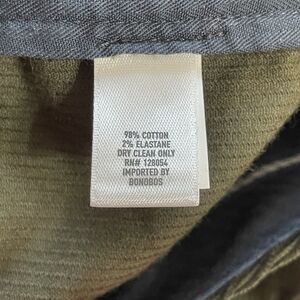 98% COTTON
2% ELASTANE
DRY CLEAN ONLY
RN# 128054
IMPORTED BY
BONOBOS